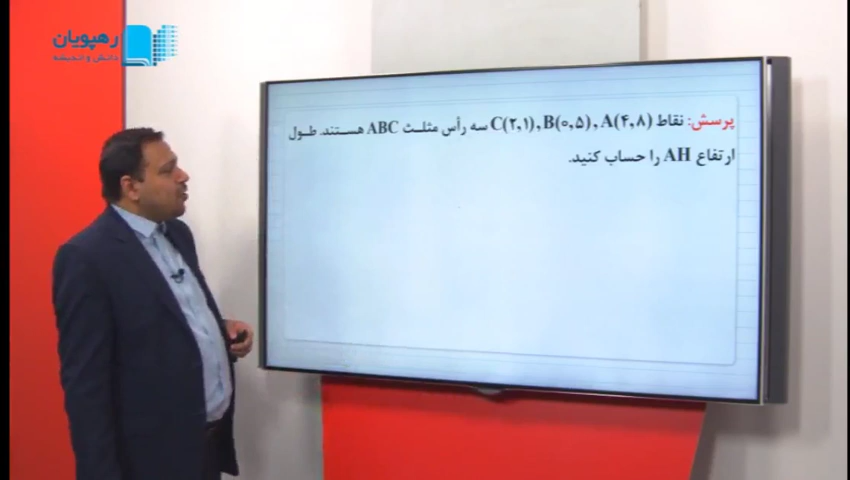 رهپویان
دانش و اندیشه
پرسش: نقاط A(۴,۸) , B(۰,۵) , C(۲,۱) سه رأس مثلث ABC هستند. طول
ارتفاع AH را حساب کنید.